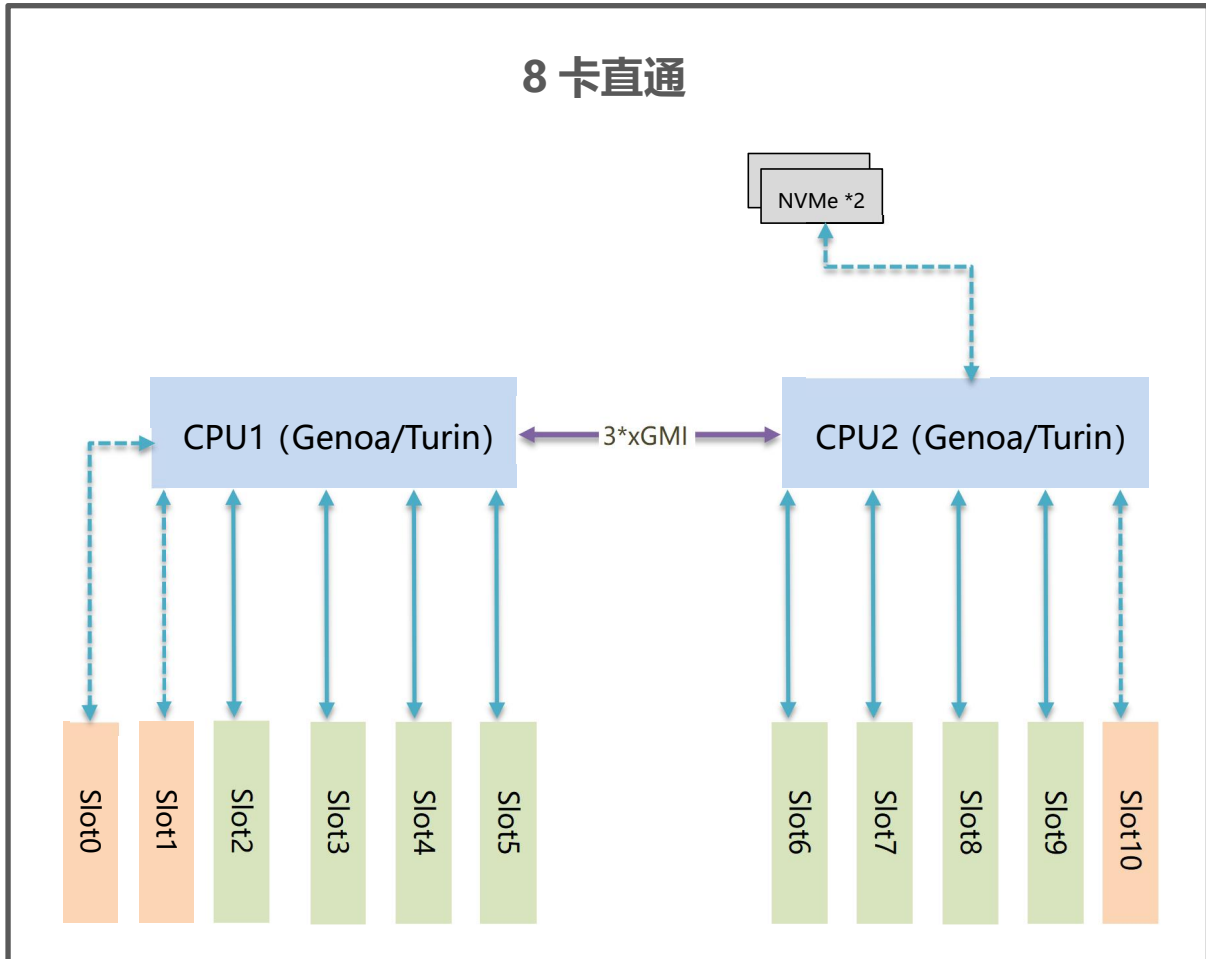 8 卡直通
NVMe *2
CPU1 (Genoa/Turin)
3*xGMI
CPU2 (Genoa/Turin)
Slot0
Slot1
Slot2
Slot3
Slot4
Slot5
Slot6
Slot7
Slot8
Slot9
Slot10